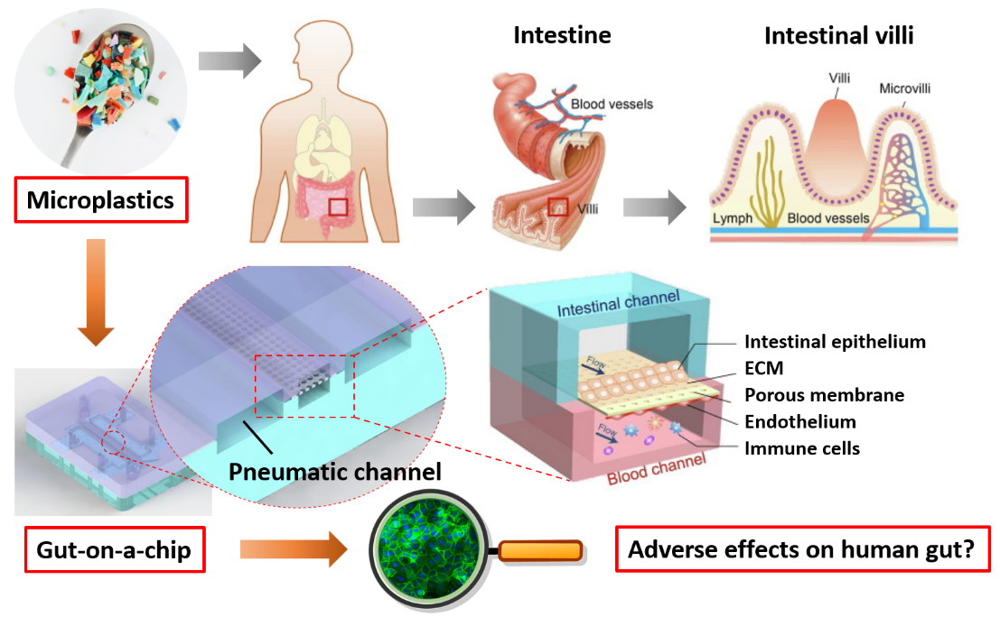 Intestine
Intestinal villi
Microplastics
Blood vessels
Villi
Villi
Microvilli
Lymph
Blood vessels
Pneumatic channel
Intestinal channel
Flow
Flow
Blood channel
Intestinal epithelium
ECM
Porous membrane
Endothelium
Immune cells
Gut-on-a-chip
Adverse effects on human gut?